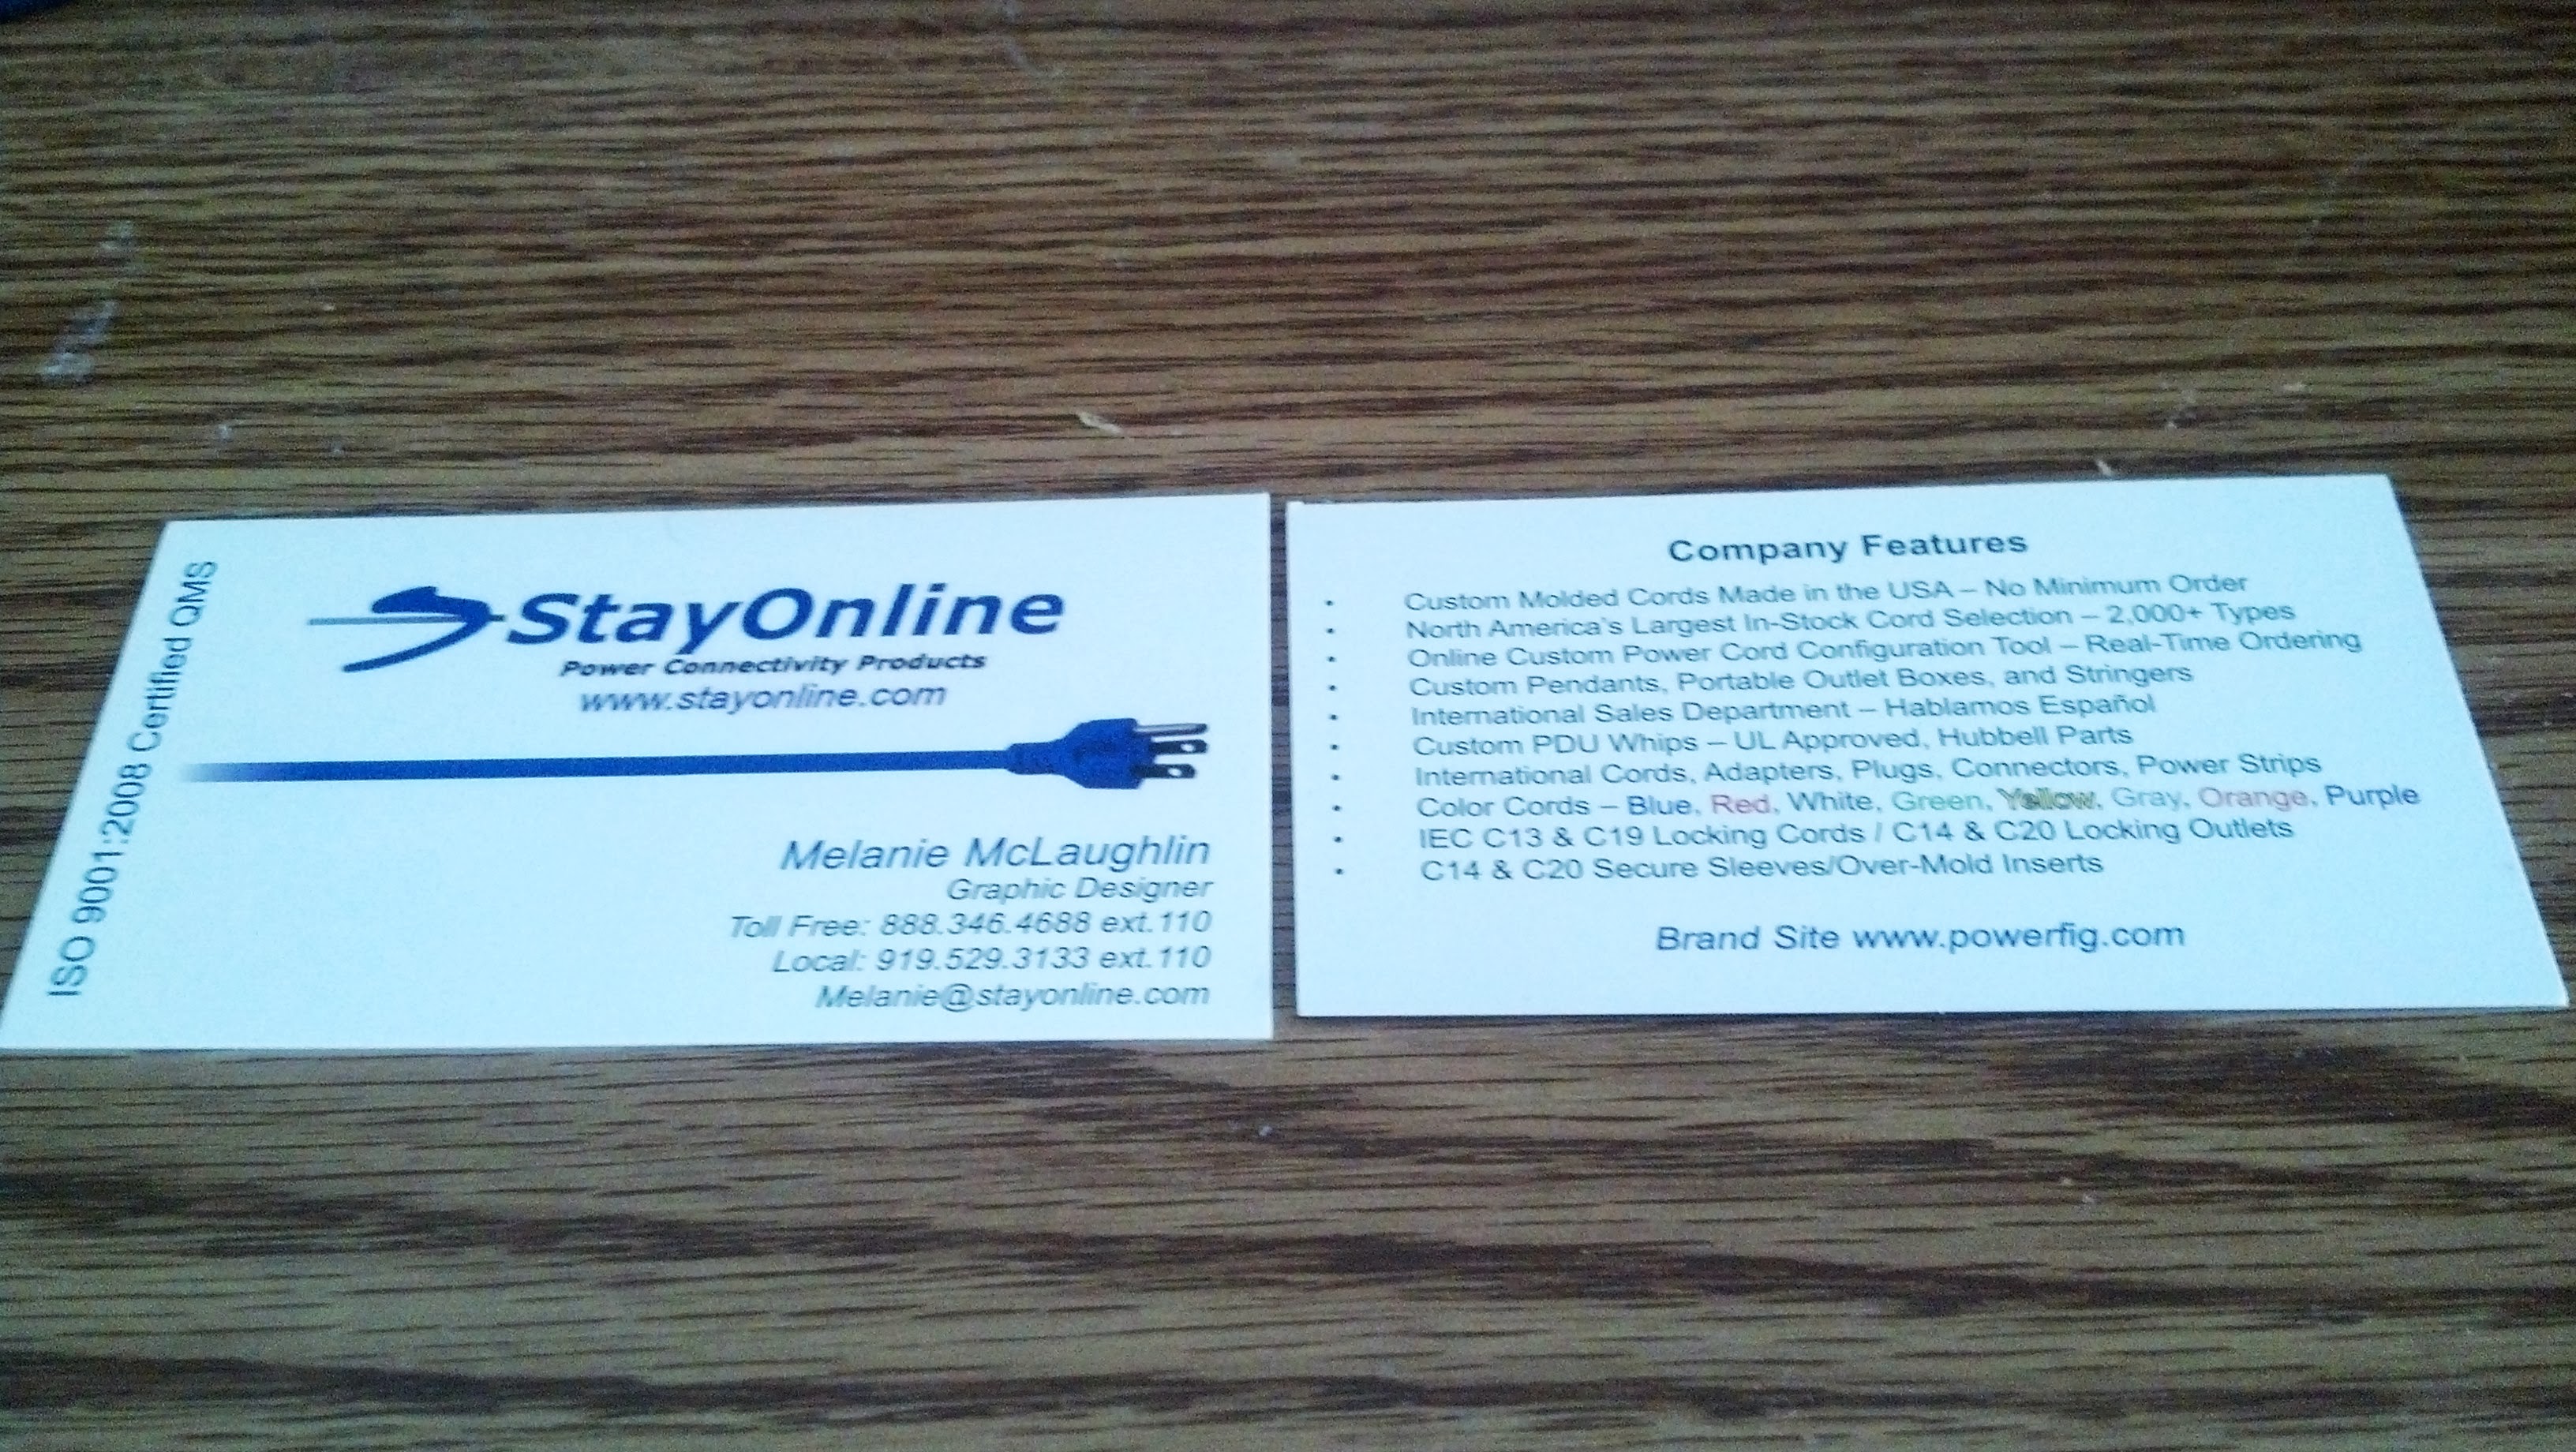 ISO 9001:2008 Certified QMS
StayOnline
Power Connectivity Products
www.stayonline.com
Melanie McLaughlin
Graphic Designer
Toll Free: 888.346.4688 ext.110
Local: 919.529.3133 ext.110
Melanie@stayonline.com
Company Features
• Custom Molded Cords Made in the USA – No Minimum Order
• North America's Largest In-Stock Cord Selection – 2,000+ Types
• Online Custom Power Cord Configuration Tool – Real-Time Ordering
• Custom Pendants, Portable Outlet Boxes, and Stringers
• International Sales Department – Hablamos Español
• Custom PDU Whips – UL Approved, Hubbell Parts
• International Cords, Adapters, Plugs, Connectors, Power Strips
• Color Cords – Blue, Red, White, Green, Yellow, Gray, Orange, Purple
• IEC C13 & C19 Locking Cords / C14 & C20 Locking Outlets
• C14 & C20 Secure Sleeves/Over-Mold Inserts
Brand Site www.powerfig.com